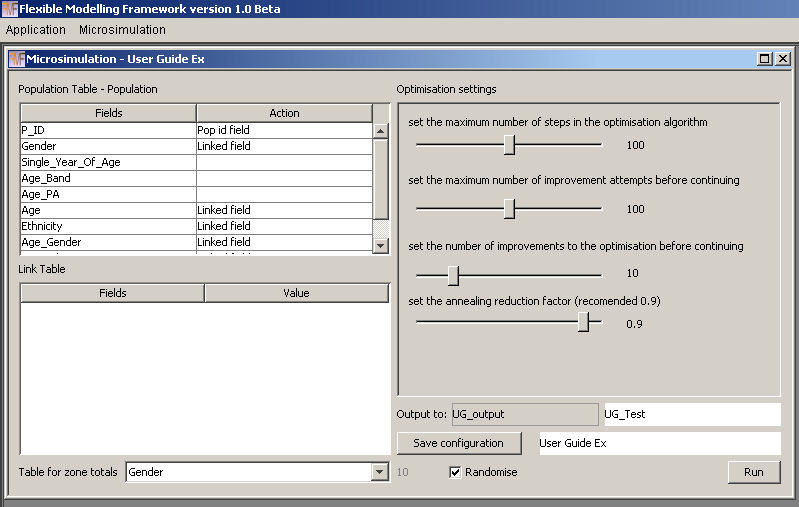 Flexible Modelling Framework version 1.0 Beta
Application Microsimulation
Microsimulation - User Guide Ex
Population Table - Population
Fields Action
P_ID Pop id field
Gender Linked field
Single_Year_Of_Age
Age_Band
Age_PA
Age Linked field
Ethnicity Linked field
Age_Gender Linked field
Link Table
Fields Value
Table for zone totals Gender 10
Optimisation settings
set the maximum number of steps in the optimisation algorithm
100
set the maximum number of improvement attempts before continuing
100
set the number of improvements to the optimisation before continuing
10
set the annealing reduction factor (recomended 0.9)
0.9
Output to: UG_output UG_Test
Save configuration User Guide Ex
Randomise Run